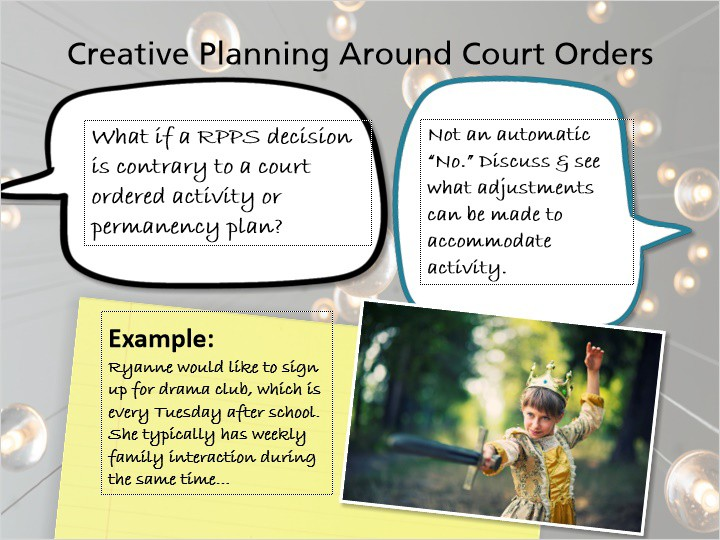 Creative Planning Around Court Orders
What if a RPPS decision
is contrary to a court
ordered activity or
permanency plan?
Not an automatic
“No.” Discuss & see
what adjustments
can be made to
accommodate
activity.
Example:
Ryanne would like to sign
up for drama club, which is
every Tuesday after school.
She typically has weekly
family interaction during
the same time…